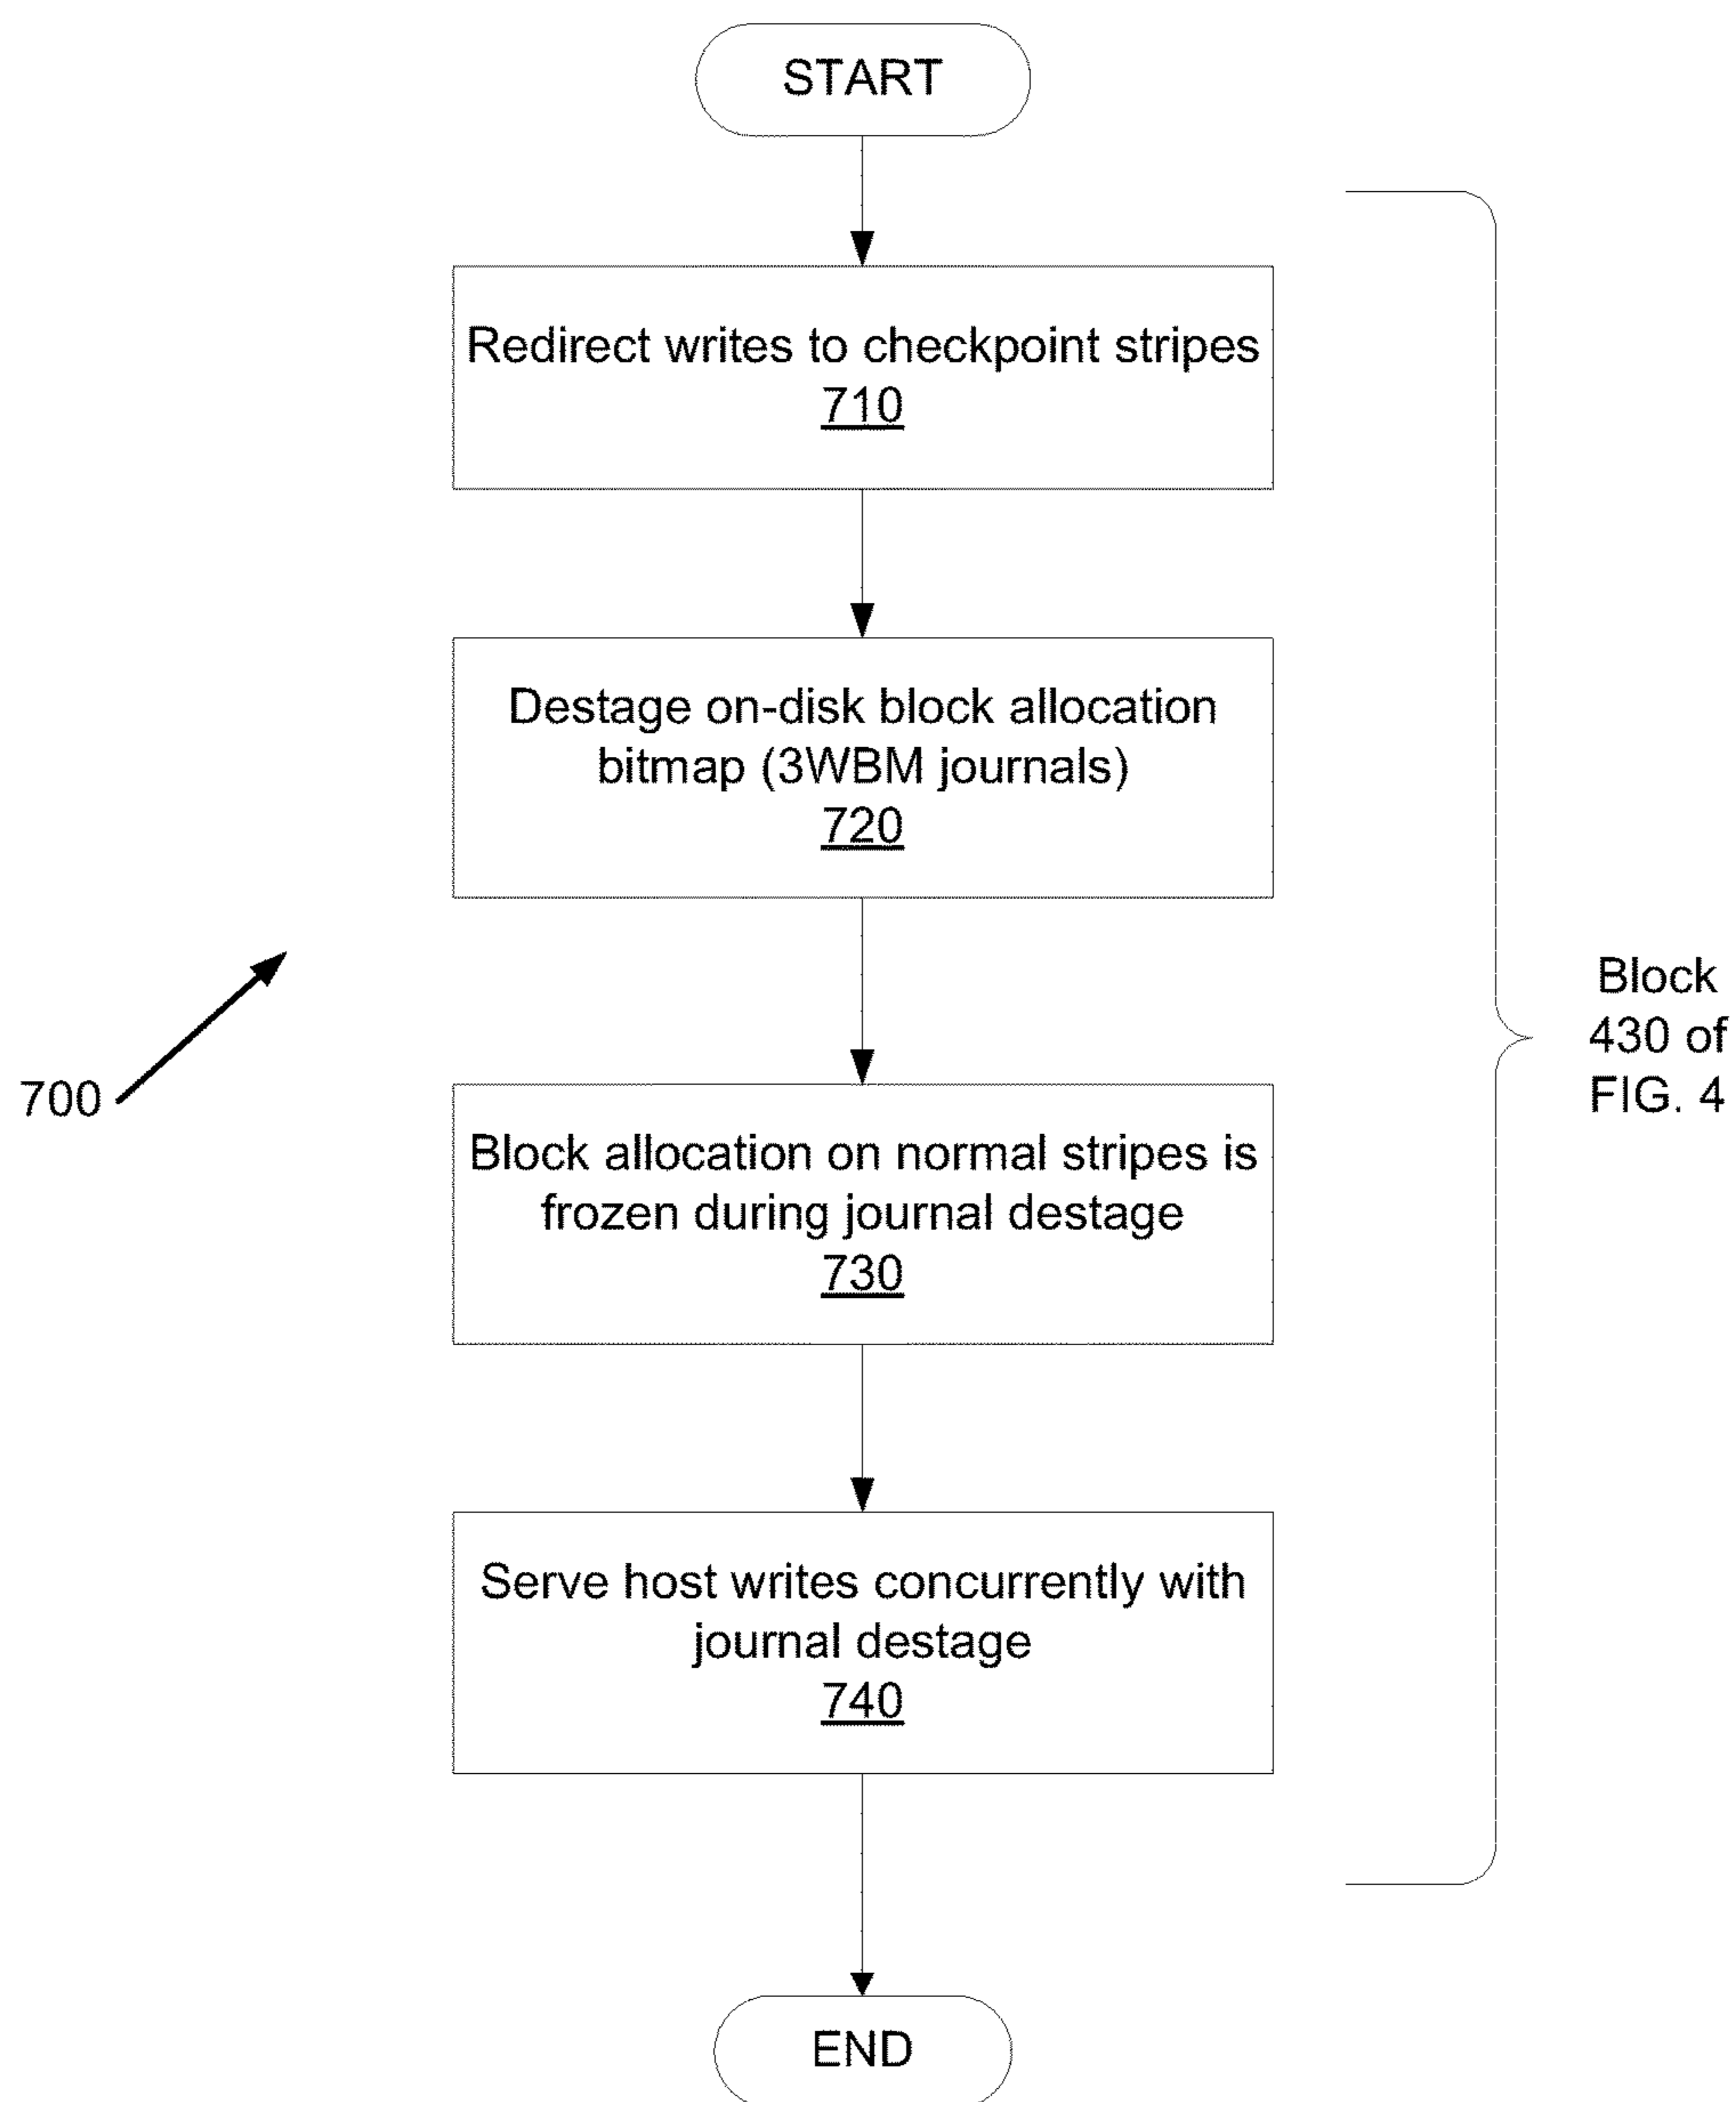 START
Redirect writes to checkpoint stripes
710
Destage on-disk block allocation
bitmap (3WBM journals)
720
Block allocation on normal stripes is
frozen during journal destage
730
Serve host writes concurrently with
journal destage
740
END
700
Block
430 of
FIG. 4